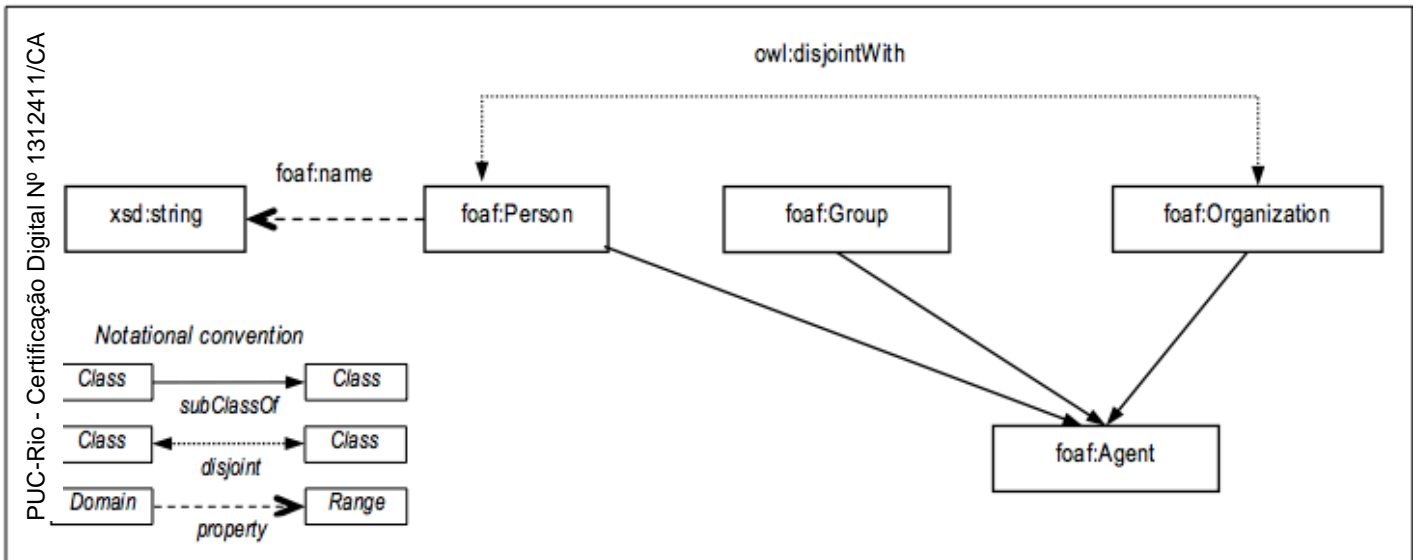 PUC-Rio - Certificação Digital Nº 1312411/CA
owl:disjointWith
foaf:name
xsd:string
foaf:Person
foaf:Group
foaf:Organization
foaf:Agent
Notational convention
Class
Class
subClassOf
Class
Class
disjoint
Domain
Range
property